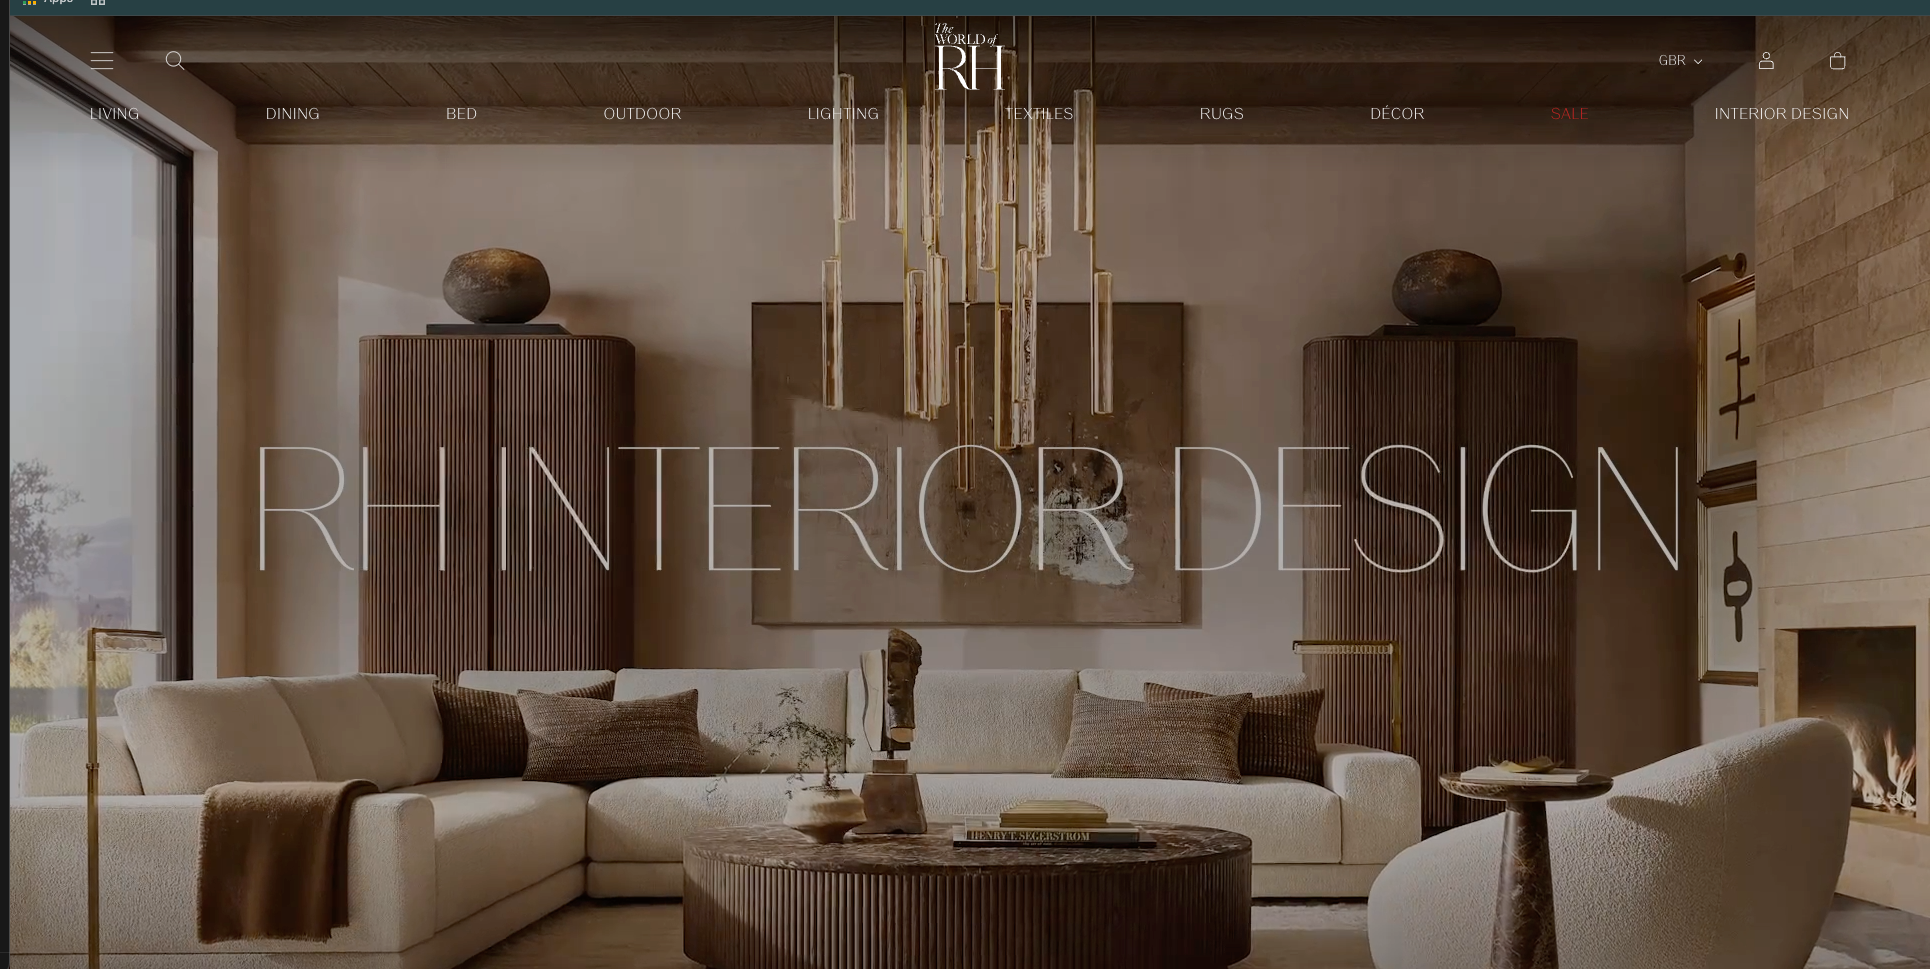 Apps
The
WORLD of
RH
GBR
LIVING
DINING
BED
OUTDOOR
LIGHTING
TEXTILES
RUGS
DÉCOR
SALE
INTERIOR DESIGN
RH INTERIOR DESIGN
HENRY T. SEGERSTROM